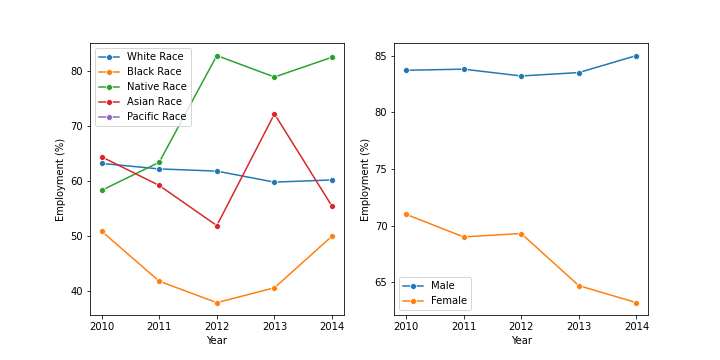 White Race
Black Race
Native Race
Asian Race
Pacific Race
Employment (%)
80
70
60
50
40
2010
2011
2012
2013
2014
Year
Employment (%)
85
80
75
70
65
Male
Female
2010
2011
2012
2013
2014
Year